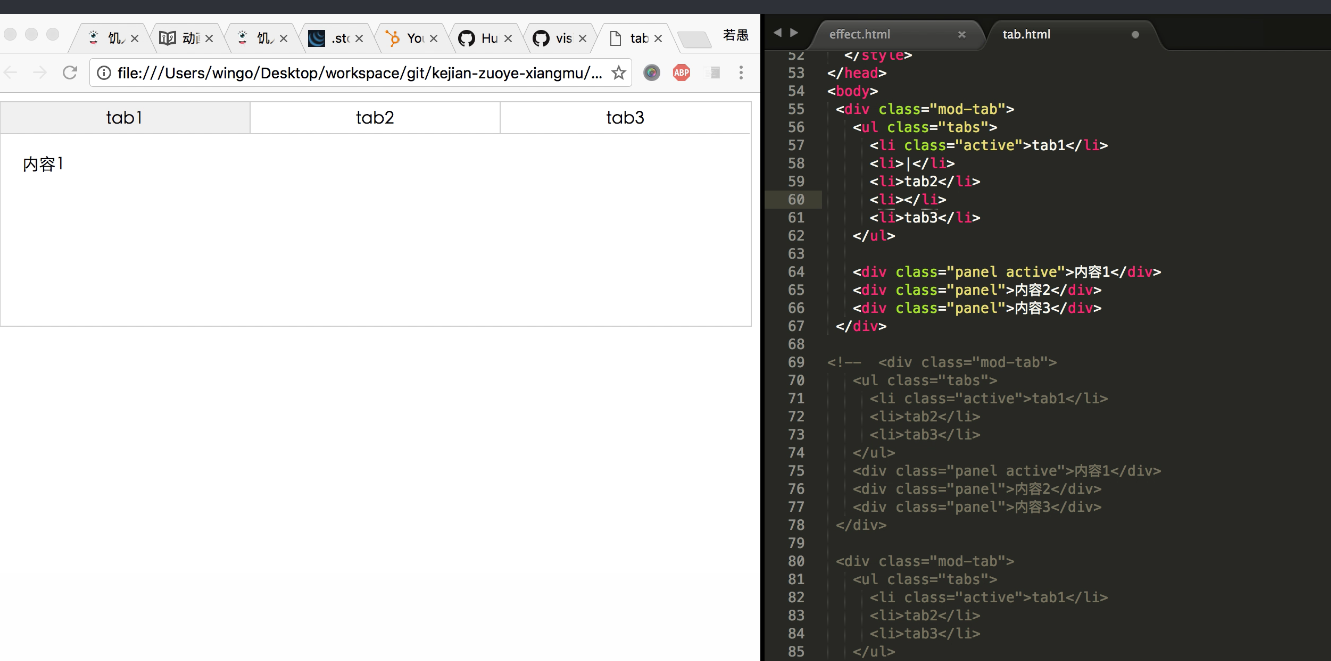 饥
动画
饥
.stc
You
Hu
vis
tab
若愚
file:///Users/wingo/Desktop/workspace/git/kejian-zuoye-xiangmu/...
ABP
tab1
tab2
tab3
内容1
effect.html
tab.html
52 </style>
53 </head>
54 <body>
55 <div class="mod-tab">
56 <ul class="tabs">
57 <li class="active">tab1</li>
58 <li>|</li>
59 <li>tab2</li>
60 <li></li>
61 <li>tab3</li>
62 </ul>
63
64 <div class="panel active">内容1</div>
65 <div class="panel">内容2</div>
66 <div class="panel">内容3</div>
67 </div>
68
69 <!-- <div class="mod-tab">
70 <ul class="tabs">
71 <li class="active">tab1</li>
72 <li>tab2</li>
73 <li>tab3</li>
74 </ul>
75 <div class="panel active">内容1</div>
76 <div class="panel">内容2</div>
77 <div class="panel">内容3</div>
78 </div>
79
80 <div class="mod-tab">
81 <ul class="tabs">
82 <li class="active">tab1</li>
83 <li>tab2</li>
84 <li>tab3</li>
85 </ul>